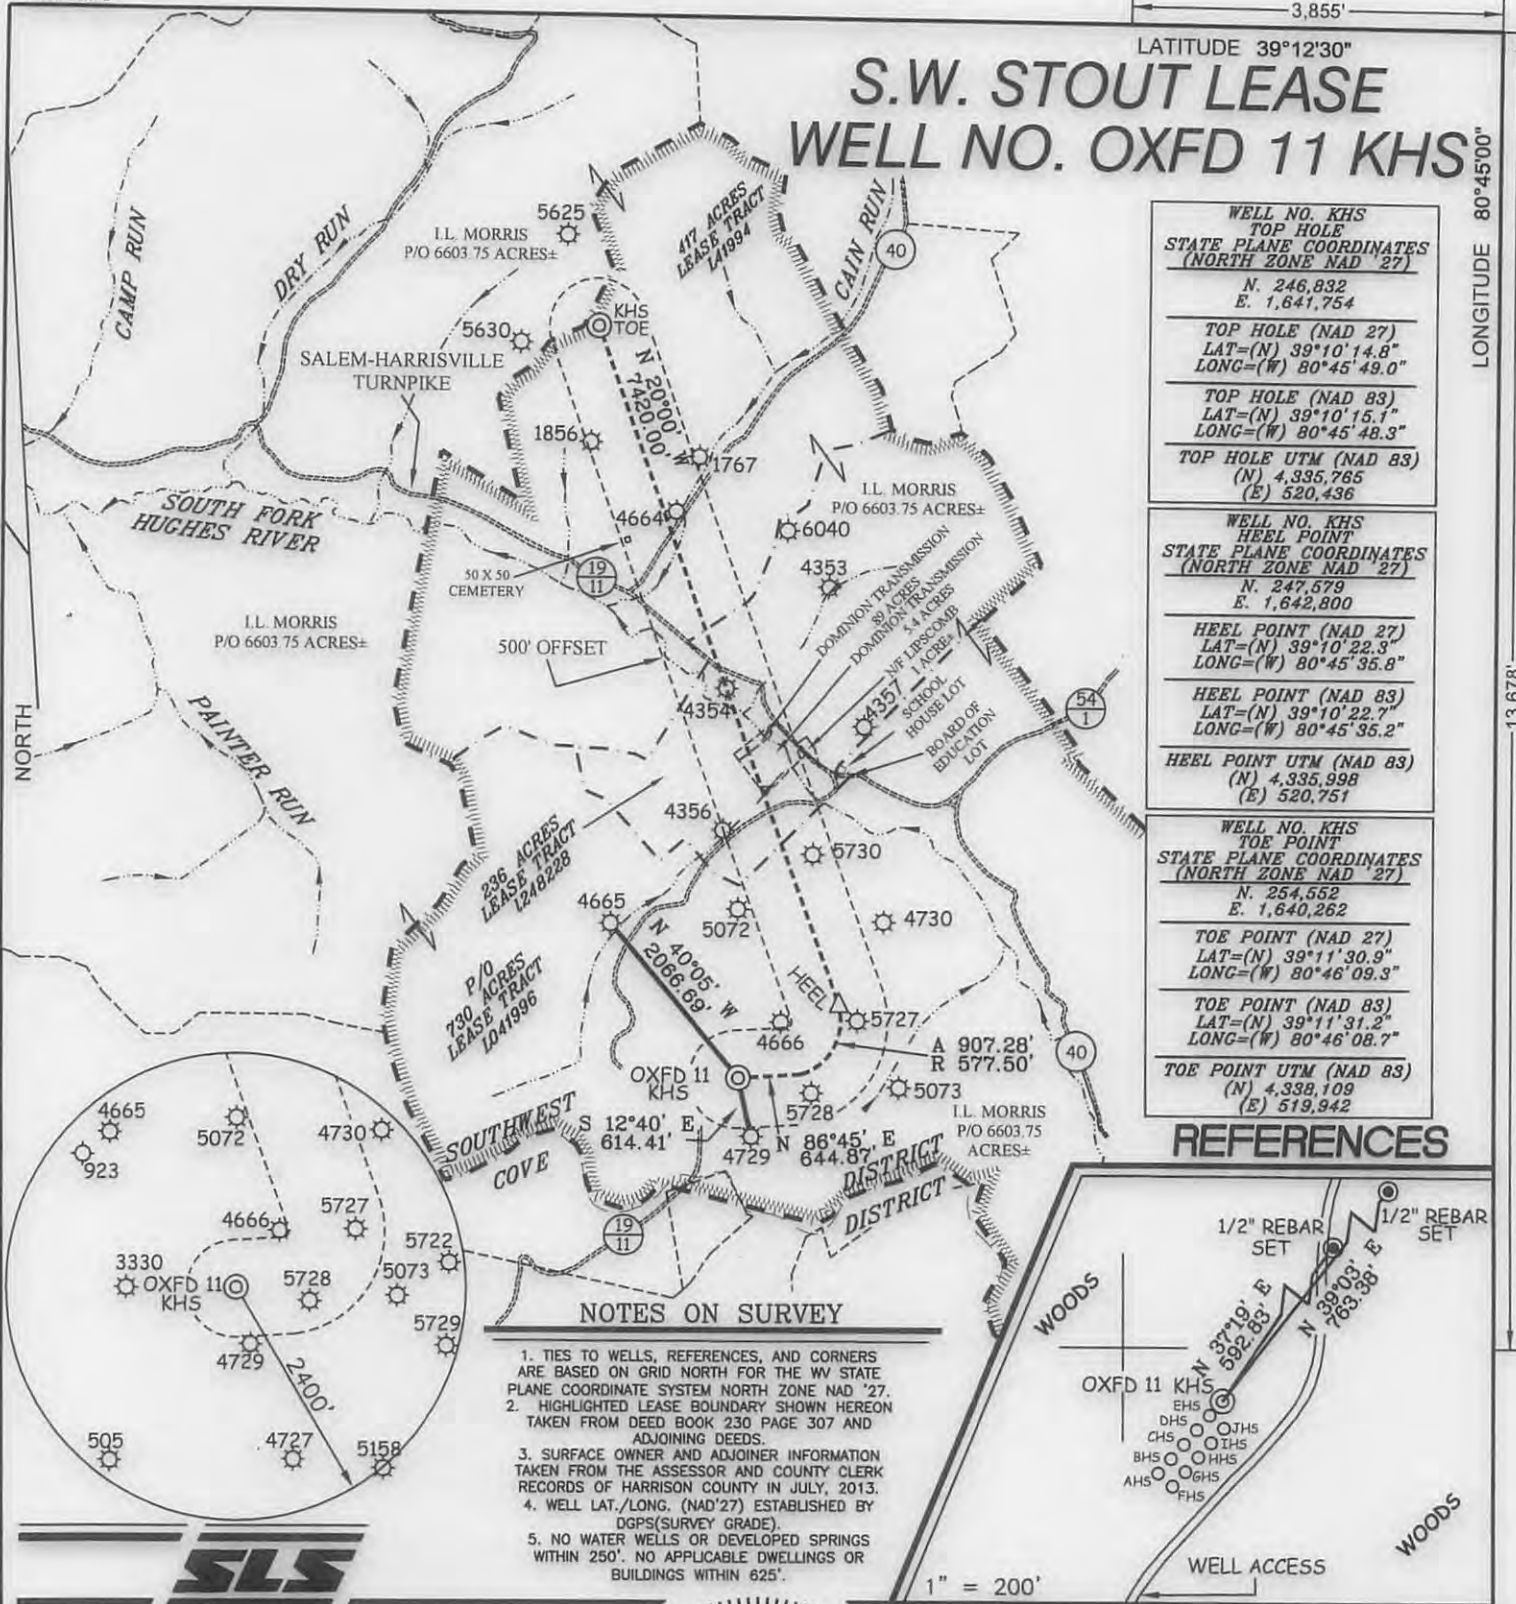 3,855'
LATITUDE 39°12'30"
S.W. STOUT LEASE
WELL NO. OXFD 11 KHS
LONGITUDE 80°45'00"
13,678'
WELL NO. KHS
TOP HOLE
STATE PLANE COORDINATES
(NORTH ZONE NAD '27)
N. 246,832
E. 1,641,754
TOP HOLE (NAD 27)
LAT=(N) 39°10'14.8"
LONG=(W) 80°45'49.0"
TOP HOLE (NAD 83)
LAT=(N) 39°10'15.1"
LONG=(W) 80°45'48.3"
TOP HOLE UTM (NAD 83)
(N) 4,335,765
(E) 520,436
WELL NO. KHS
HEEL POINT
STATE PLANE COORDINATES
(NORTH ZONE NAD '27)
N. 247,579
E. 1,642,800
HEEL POINT (NAD 27)
LAT=(N) 39°10'22.3"
LONG=(W) 80°45'35.8"
HEEL POINT (NAD 83)
LAT=(N) 39°10'22.7"
LONG=(W) 80°45'35.2"
HEEL POINT UTM (NAD 83)
(N) 4,335,998
(E) 520,751
WELL NO. KHS
TOE POINT
STATE PLANE COORDINATES
(NORTH ZONE NAD '27)
N. 254,552
E. 1,640,262
TOE POINT (NAD 27)
LAT=(N) 39°11'30.9"
LONG=(W) 80°46'09.3"
TOE POINT (NAD 83)
LAT=(N) 39°11'31.2"
LONG=(W) 80°46'08.7"
TOE POINT UTM (NAD 83)
(N) 4,338,109
(E) 519,942
CAMP RUN
DRY RUN
I.L. MORRIS
P/O 6603.75 ACRES±
5625
417 ACRES
LEASE TRACT
L41994
CAIN RUN
40
KHS
TOE
5630
SALEM-HARRISVILLE
TURNPIKE
N 20°00' W
7420.00'
1856
1767
I.L. MORRIS
P/O 6603.75 ACRES±
SOUTH FORK
HUGHES RIVER
4664
6040
50 X 50
CEMETERY
19
11
4353
DOMINION TRANSMISSION
89 ACRES
DOMINION TRANSMISSION
5.4 ACRES
N/F LIPSCOMB
1 ACRE±
SCHOOL
HOUSE LOT
BOARD OF
EDUCATION
LOT
I.L. MORRIS
P/O 6603.75 ACRES±
500' OFFSET
4354
4357
54
1
NORTH
PAINTER RUN
4356
5730
236 ACRES
LEASE TRACT
L248228
4665
5072
4730
N 40°05' W
2066.69'
P/O
730 ACRES
LEASE TRACT
L041996
HEEL
5727
4666
A 907.28'
R 577.50'
40
OXFD 11
KHS
5728
5073
I.L. MORRIS
P/O 6603.75
ACRES±
S 12°40' E
614.41'
4729
N 86°45' E
644.87'
SOUTHWEST
COVE
DISTRICT
DISTRICT
19
11
4665
5072
4730
923
4666
5727
5722
3330
OXFD 11
KHS
5728
5073
5729
4729
2400'
505
4727
5158
NOTES ON SURVEY
1. TIES TO WELLS, REFERENCES, AND CORNERS
ARE BASED ON GRID NORTH FOR THE WV STATE
PLANE COORDINATE SYSTEM NORTH ZONE NAD '27.
2. HIGHLIGHTED LEASE BOUNDARY SHOWN HEREON
TAKEN FROM DEED BOOK 230 PAGE 307 AND
ADJOINING DEEDS.
3. SURFACE OWNER AND ADJOINER INFORMATION
TAKEN FROM THE ASSESSOR AND COUNTY CLERK
RECORDS OF HARRISON COUNTY IN JULY, 2013.
4. WELL LAT./LONG. (NAD'27) ESTABLISHED BY
DGPS(SURVEY GRADE).
5. NO WATER WELLS OR DEVELOPED SPRINGS
WITHIN 250'. NO APPLICABLE DWELLINGS OR
BUILDINGS WITHIN 625'.
SLS
REFERENCES
1/2" REBAR
SET
1/2" REBAR
SET
WOODS
N 37°19' E
592.83'
N 39°03' E
763.38'
OXFD 11 KHS
EHS
DHS
JHS
CHS
IHS
BHS
HHS
AHS
GHS
FHS
WOODS
WELL ACCESS
1" = 200'